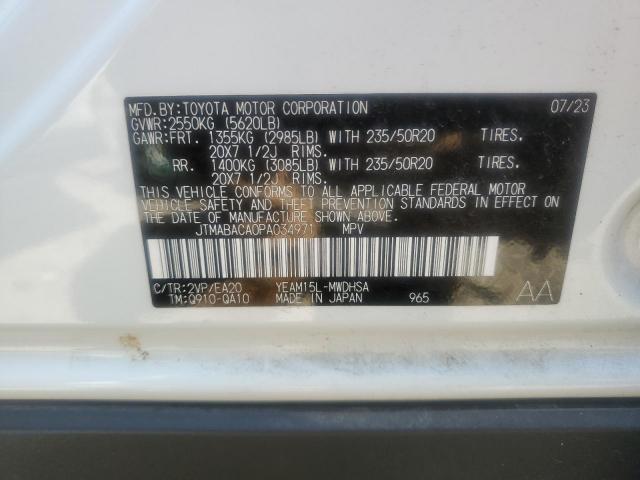 MFD.BY:TOYOTA MOTOR CORPORATION 07/23
GVWR:2550KG (5620LB)
GAWR:FRT. 1355KG (2985LB) WITH 235/50R20 TIRES.
20X7 1/2J RIMS.
RR. 1400KG (3085LB) WITH 235/50R20 TIRES.
20X7 1/2J RIMS.
THIS VEHICLE CONFORMS TO ALL APPLICABLE FEDERAL MOTOR
VEHICLE SAFETY AND THEFT PREVENTION STANDARDS IN EFFECT ON
THE DATE OF MANUFACTURE SHOWN ABOVE.
JTMABACA0PA034971 MPV
C/TR:2VP/EA20 YEAM15L-MWDHSA
TM:Q910-QA10 MADE IN JAPAN 965 AA